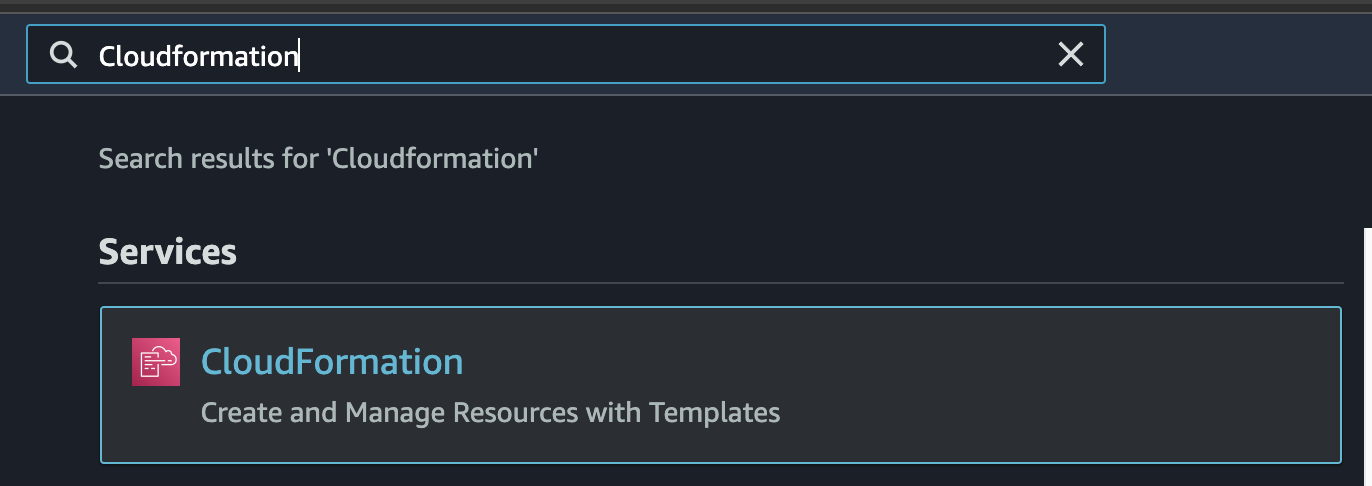 Cloudformation
Search results for 'Cloudformation'
Services
CloudFormation
Create and Manage Resources with Templates